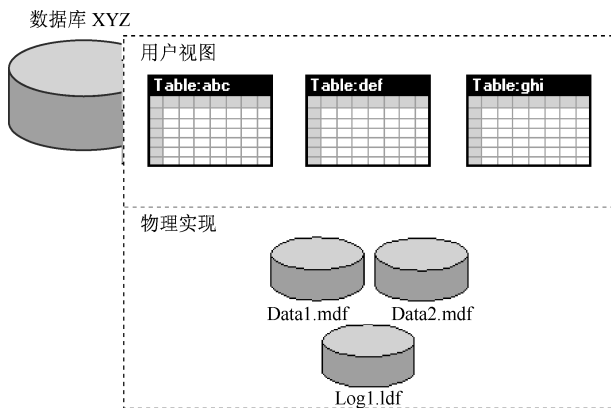 数据库 XYZ
用户视图
Table:abc
Table:def
Table:ghi
物理实现
Data1.mdf
Data2.mdf
Log1.ldf